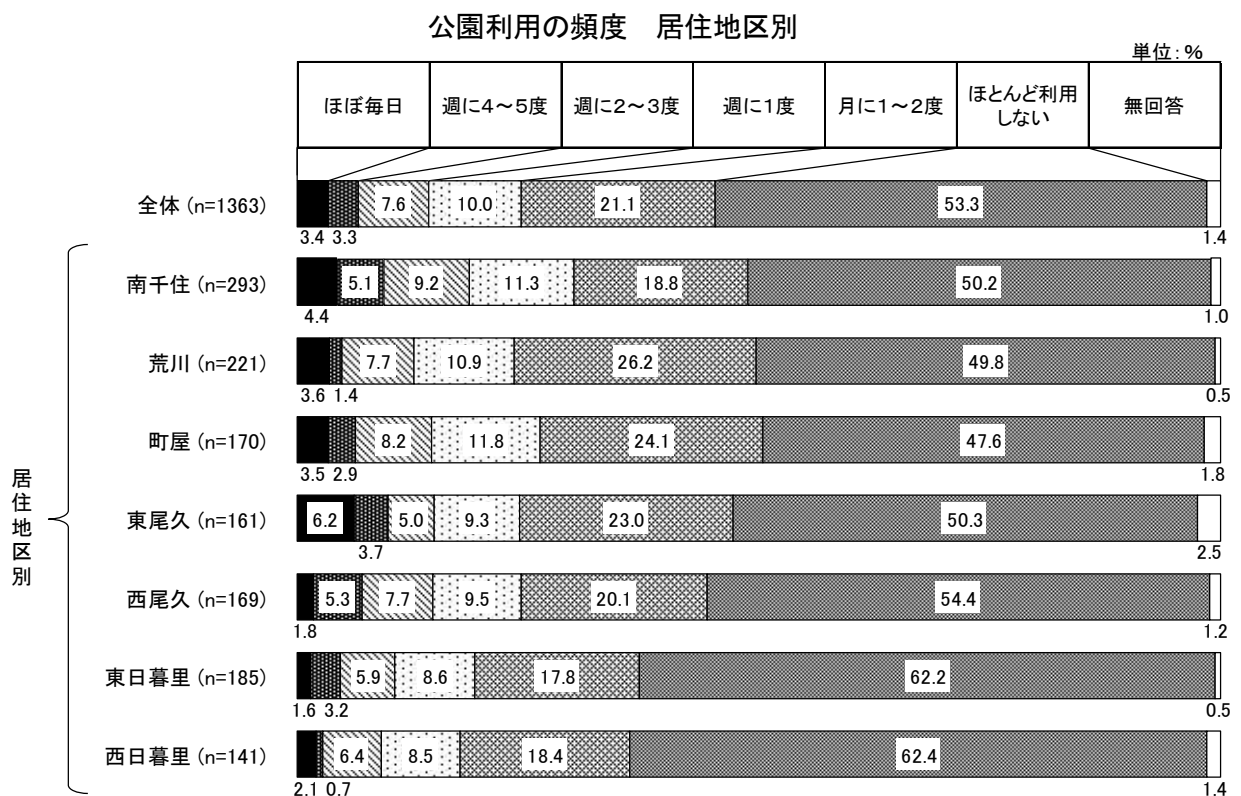 公園利用の頻度　居住地区別
単位：％
ほぼ毎日 週に4～5度 週に2～3度 週に1度 月に1～2度 ほとんど利用しない 無回答
全体 (n=1363) 7.6 10.0 21.1 53.3
3.4 3.3 1.4
南千住 (n=293) 5.1 9.2 11.3 18.8 50.2
4.4 1.0
荒川 (n=221) 7.7 10.9 26.2 49.8
3.6 1.4 0.5
町屋 (n=170) 8.2 11.8 24.1 47.6
3.5 2.9 1.8
居住地区別
東尾久 (n=161) 6.2 5.0 9.3 23.0 50.3
3.7 2.5
西尾久 (n=169) 5.3 7.7 9.5 20.1 54.4
1.8 1.2
東日暮里 (n=185) 5.9 8.6 17.8 62.2
1.6 3.2 0.5
西日暮里 (n=141) 6.4 8.5 18.4 62.4
2.1 0.7 1.4